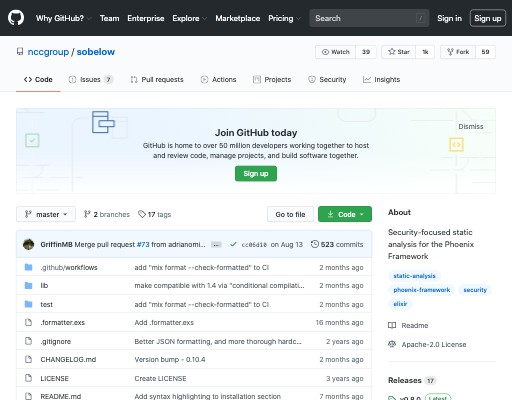 Why GitHub? Team Enterprise Explore Marketplace Pricing Search / Sign in Sign up
nccgroup / sobelow Watch 39 Star 1k Fork 59
Code Issues 7 Pull requests Actions Projects Security Insights
Join GitHub today
Dismiss
GitHub is home to over 50 million developers working together to host
and review code, manage projects, and build software together.
Sign up
master 2 branches 17 tags Go to file Code
GriffinMB Merge pull request #73 from adrianomi... ... cc06d10 on Aug 13 523 commits
.github/workflows add "mix format --check-formatted" to CI 2 months ago
lib make compatible with 1.4 via "conditional compilati... 2 months ago
test add "mix format --check-formatted" to CI 2 months ago
.formatter.exs Add .formatter.exs 16 months ago
.gitignore Better JSON formatting, and more thorough hardc... 2 years ago
CHANGELOG.md Version bump - 0.10.4 2 months ago
LICENSE Create LICENSE 3 years ago
README.md Add syntax highlighting to installation section 7 months ago
About
Security-focused static
analysis for the Phoenix
Framework
static-analysis
phoenix-framework security
elixir
Readme
Apache-2.0 License
Releases 17
v0.8.0 Latest